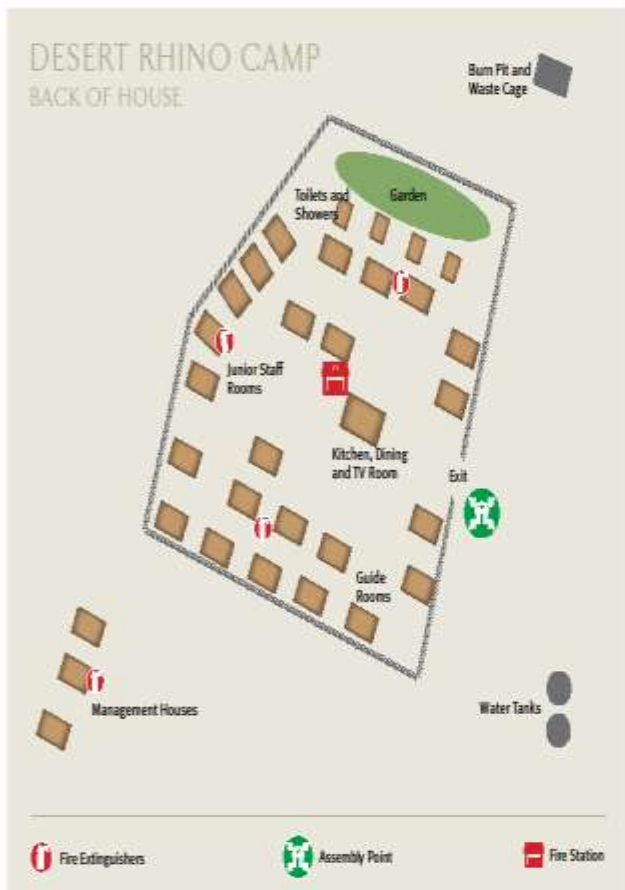 DESERT RHINO CAMP
BACK OF HOUSE
Burn Pit and
Waste Cage
Toilets and
Showers
Garden
Junior Staff
Rooms
Kitchen, Dining
and TV Room
Exit
Guide
Rooms
Management Houses
Water Tanks
Fire Extinguishers
Assembly Point
Fire Station